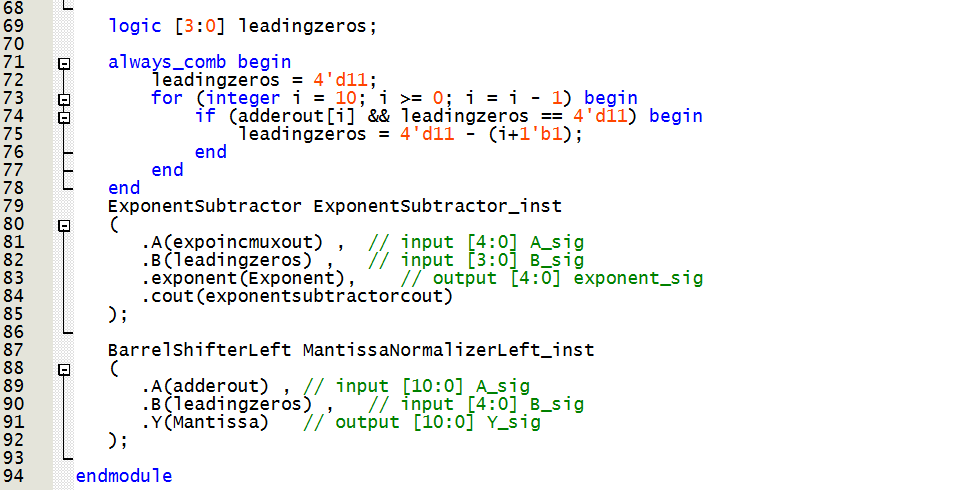 68
69 logic [3:0] leadingzeros;
70
71 always_comb begin
72 leadingzeros = 4'd11;
73 for (integer i = 10; i >= 0; i = i - 1) begin
74 if (adderout[i] && leadingzeros == 4'd11) begin
75 leadingzeros = 4'd11 - (i+1'b1);
76 end
77 end
78 end
79 ExponentSubtractor ExponentSubtractor_inst
80 (
81 .A(expoincmuxout) , // input [4:0] A_sig
82 .B(leadingzeros) , // input [3:0] B_sig
83 .exponent(Exponent), // output [4:0] exponent_sig
84 .cout(exponentsubtractorcout)
85 );
86
87 BarrelShifterLeft MantissaNormalizerLeft_inst
88 (
89 .A(adderout) , // input [10:0] A_sig
90 .B(leadingzeros) , // input [4:0] B_sig
91 .Y(Mantissa) // output [10:0] Y_sig
92 );
93
94 endmodule